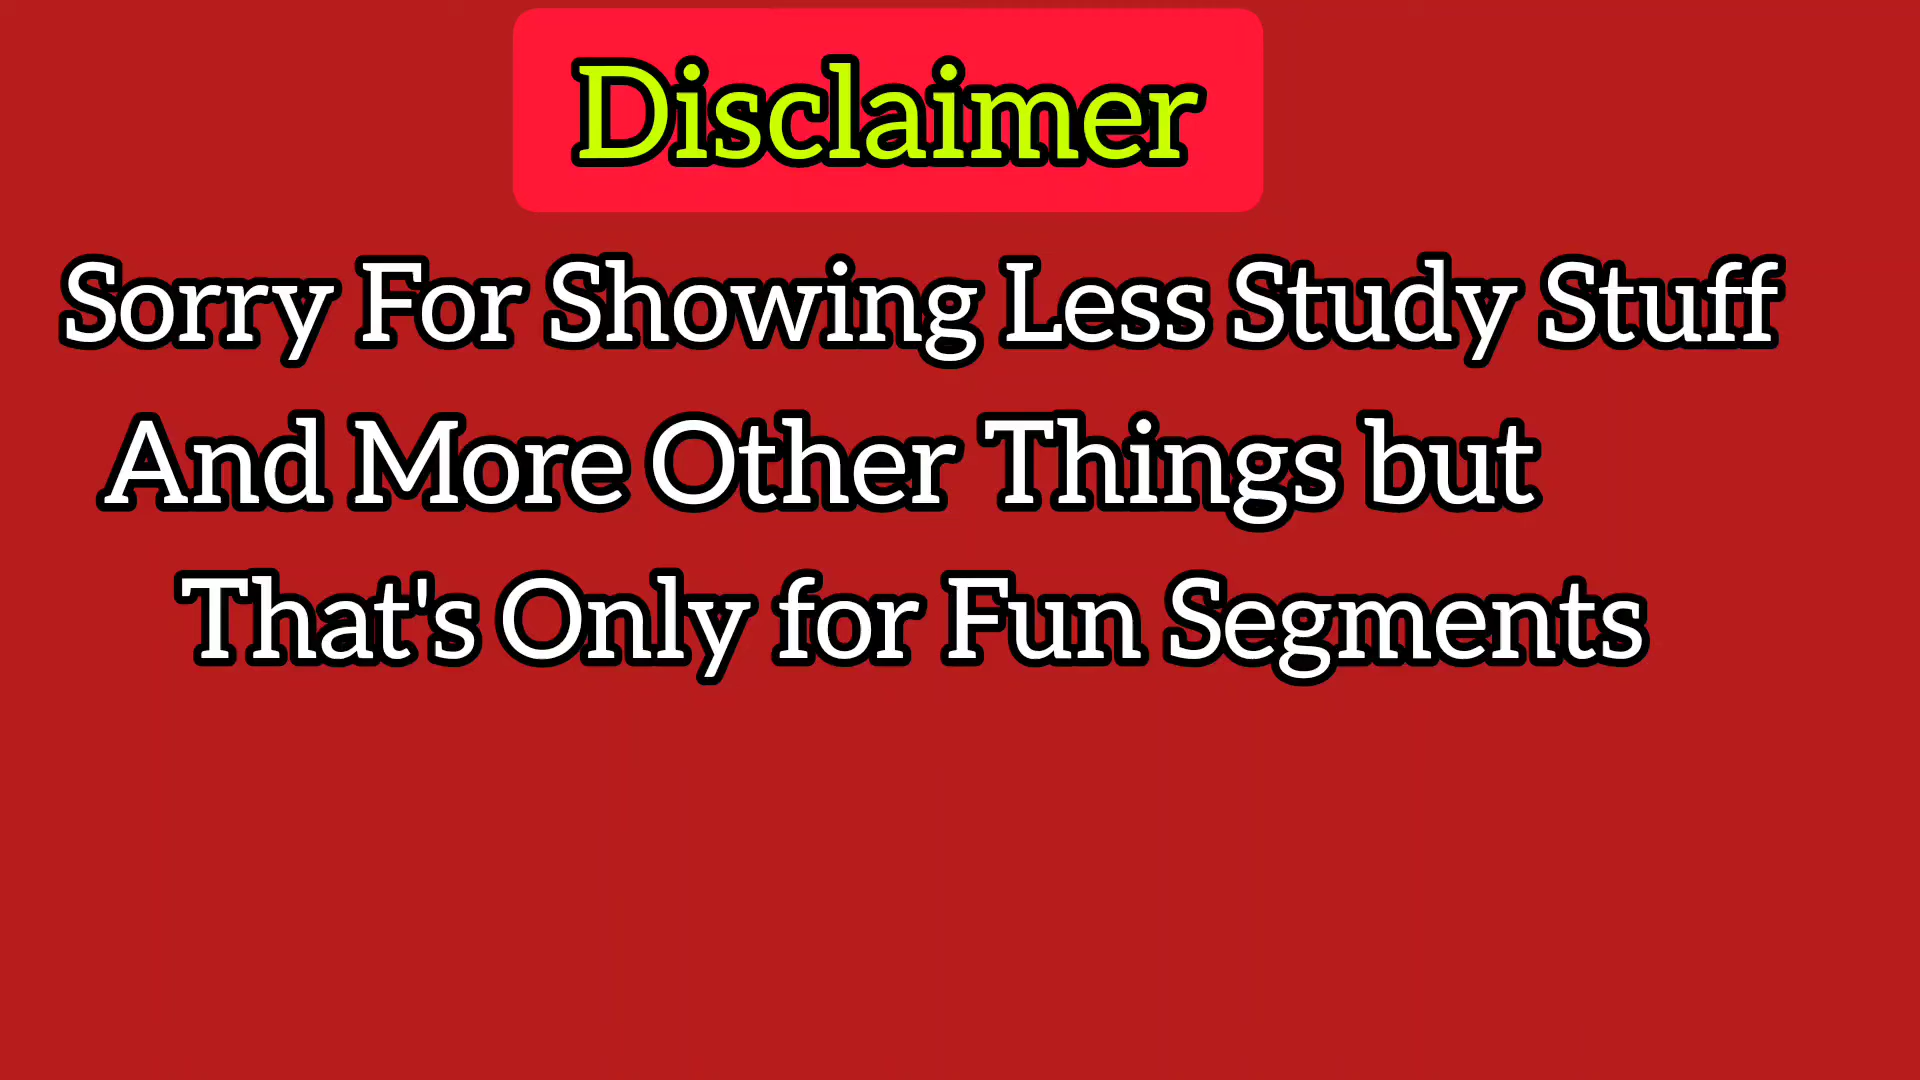 Disclaimer
Sorry For Showing Less Study Stuff
And More Other Things but
That's Only for Fun Segments